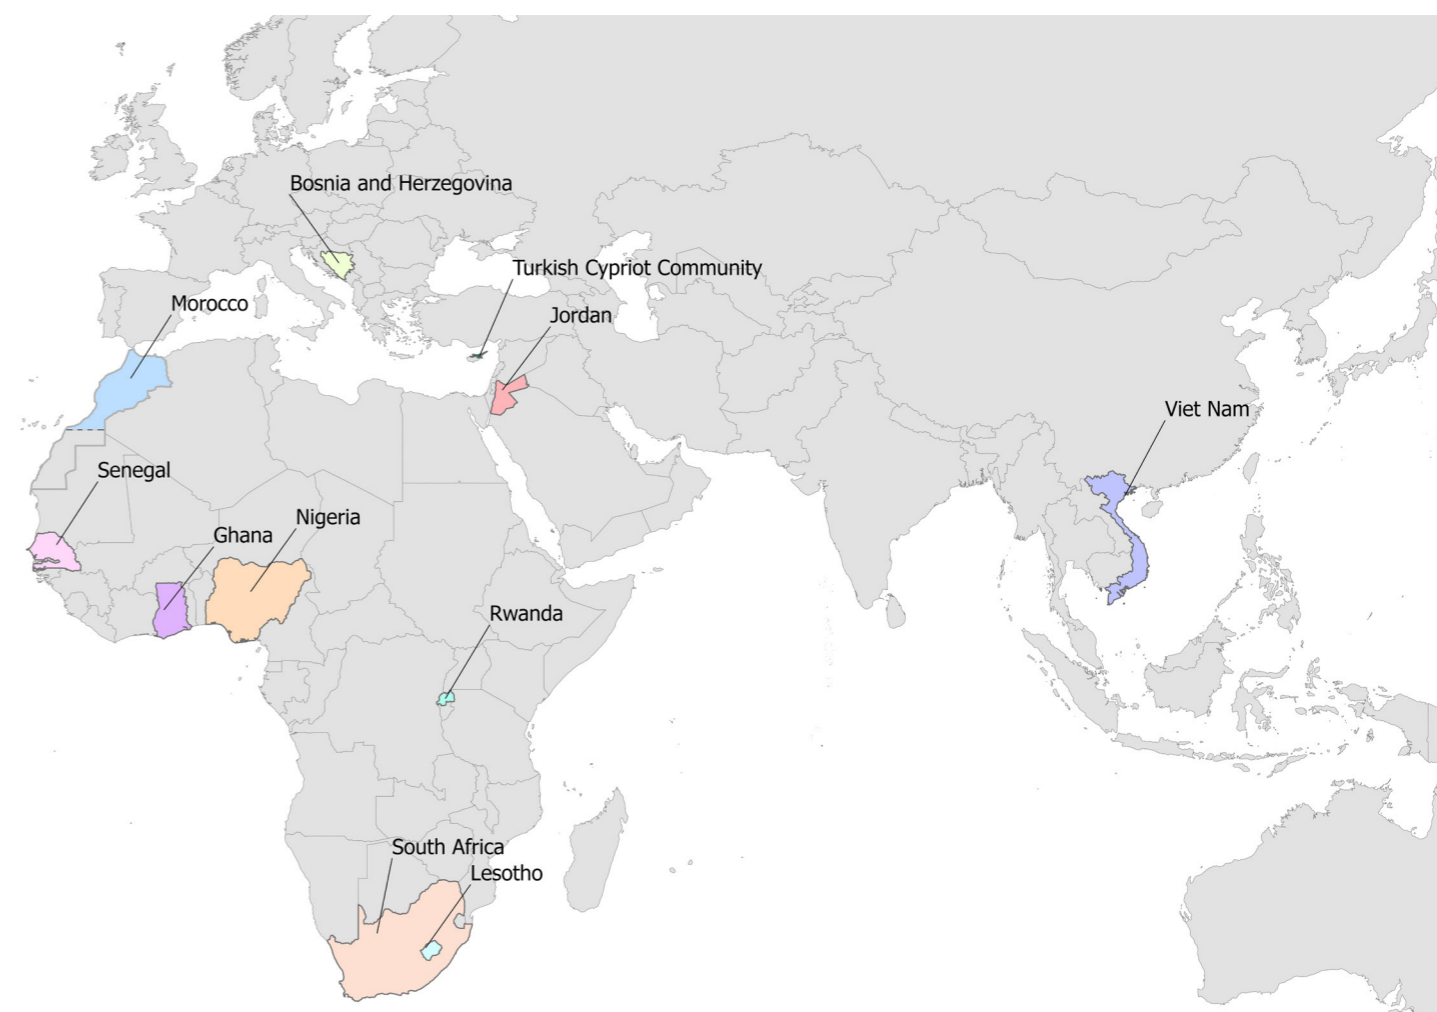 Bosnia and Herzegovina
Turkish Cypriot Community
Morocco
Jordan
Viet Nam
Senegal
Nigeria
Ghana
Rwanda
South Africa
Lesotho